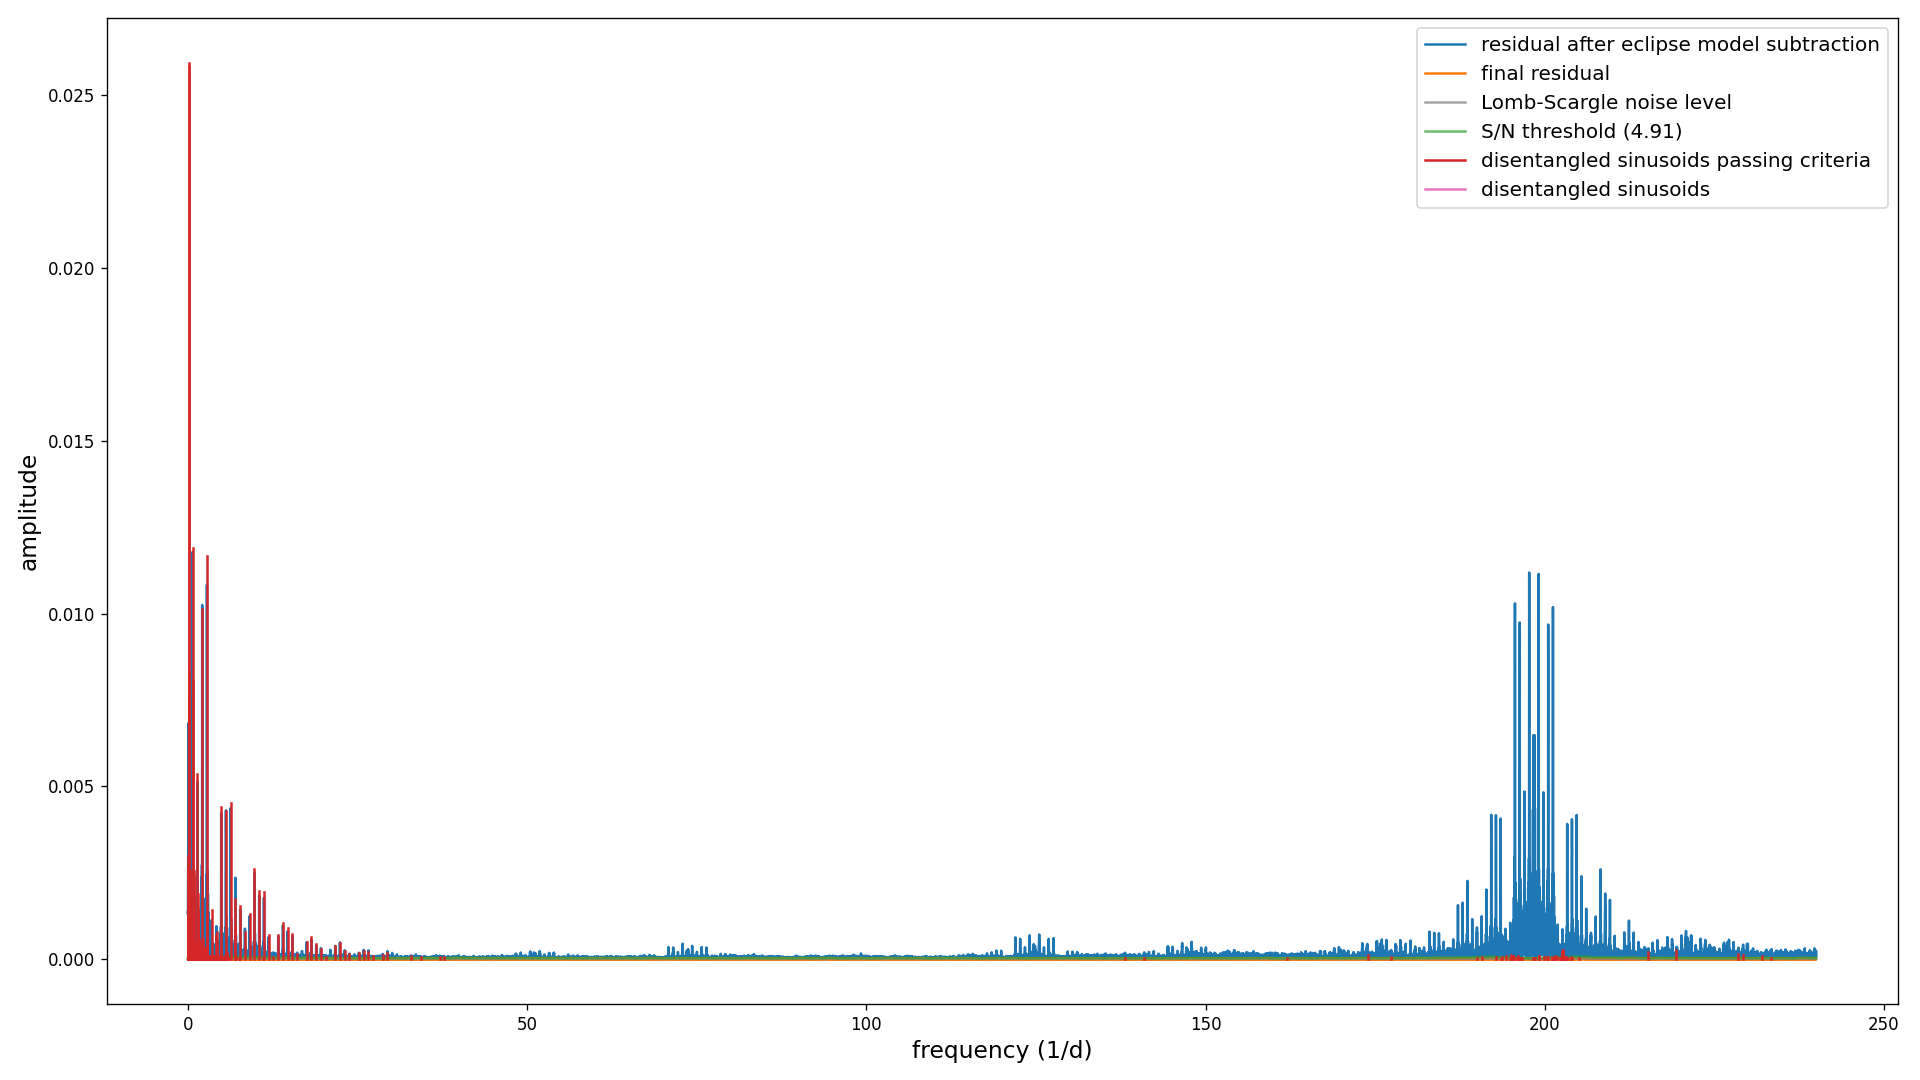 residual after eclipse model subtraction
final residual
Lomb-Scargle noise level
S/N threshold (4.91)
disentangled sinusoids passing criteria
disentangled sinusoids
0.025
0.020
0.015
0.010
0.005
0.000
amplitude
0 50 100 150 200 250
frequency (1/d)